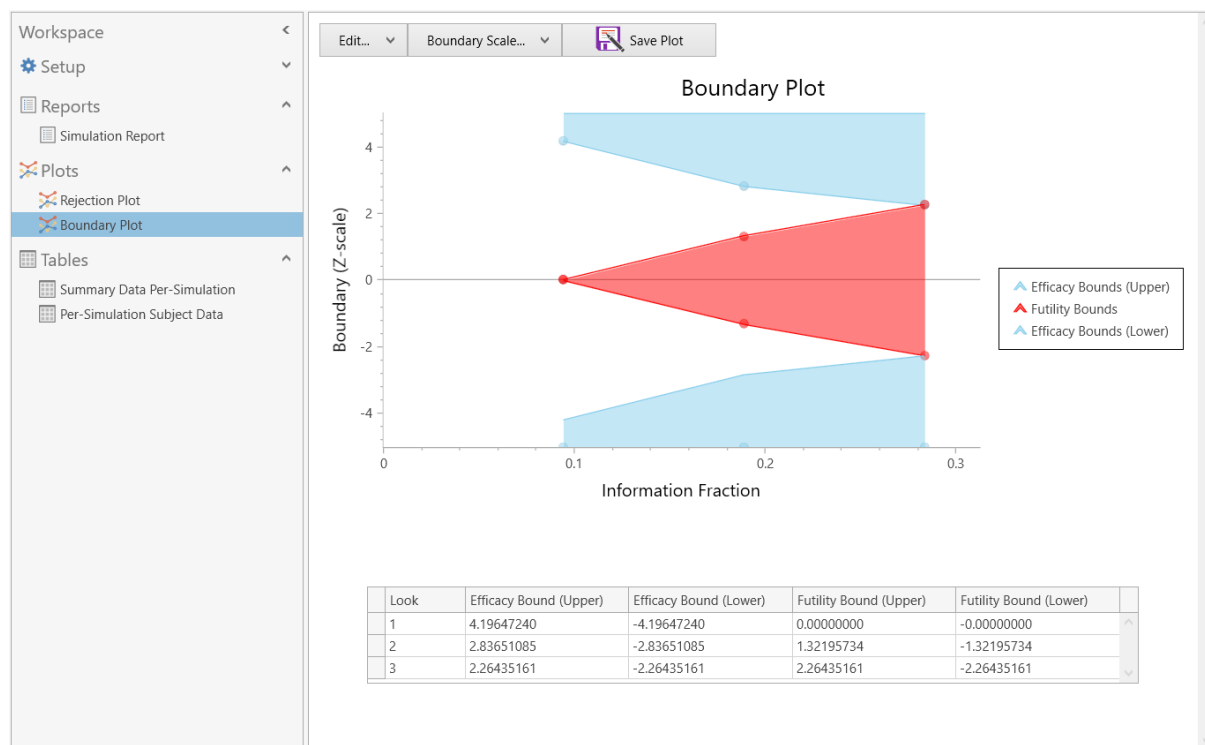 Workspace
Setup
Reports
Simulation Report
Plots
Rejection Plot
Boundary Plot
Tables
Summary Data Per-Simulation
Per-Simulation Subject Data
Edit... Boundary Scale... Save Plot
Boundary Plot
Boundary (Z-scale)
4
2
0
-2
-4
0 0.1 0.2 0.3
Information Fraction
Efficacy Bounds (Upper)
Futility Bounds
Efficacy Bounds (Lower)
Look Efficacy Bound (Upper) Efficacy Bound (Lower) Futility Bound (Upper) Futility Bound (Lower)
1 4.19647240 -4.19647240 0.00000000 -0.00000000
2 2.83651085 -2.83651085 1.32195734 -1.32195734
3 2.26435161 -2.26435161 2.26435161 -2.26435161